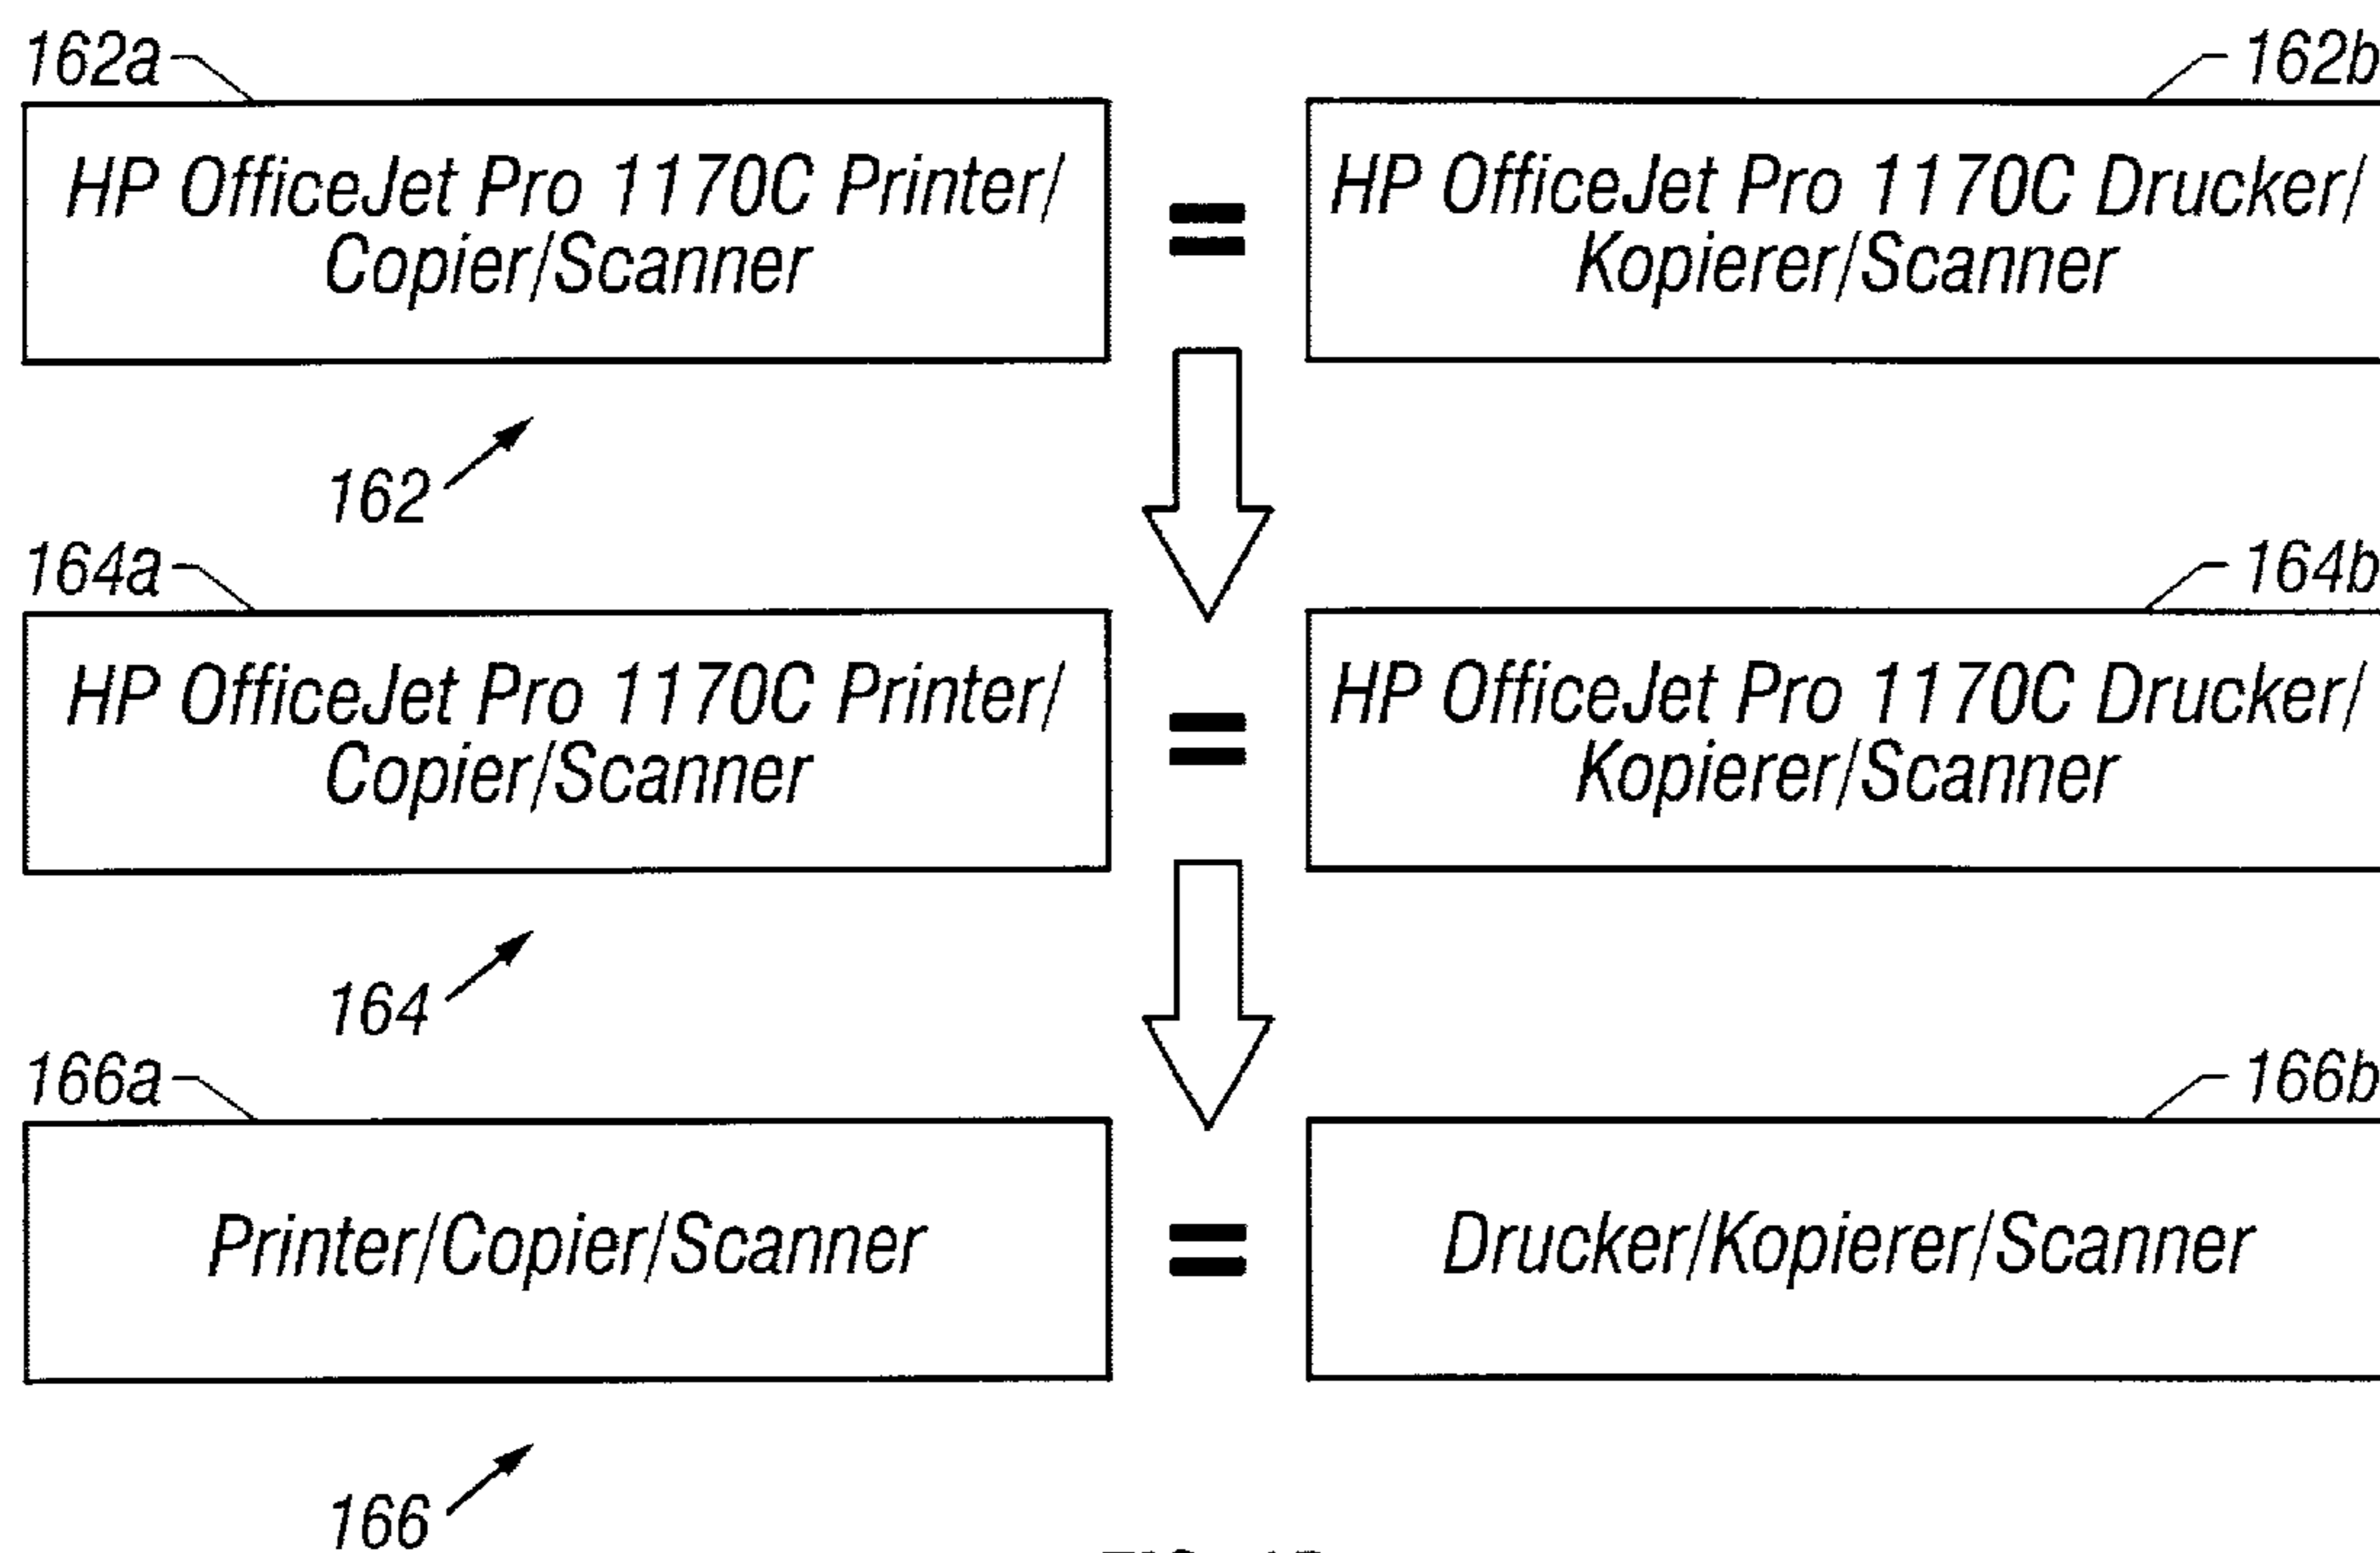 162a
162b
HP OfficeJet Pro 1170C Printer/
Copier/Scanner
=
HP OfficeJet Pro 1170C Drucker/
Kopierer/Scanner
162
164a
164b
HP OfficeJet Pro 1170C Printer/
Copier/Scanner
=
HP OfficeJet Pro 1170C Drucker/
Kopierer/Scanner
164
166a
166b
Printer/Copier/Scanner
=
Drucker/Kopierer/Scanner
166